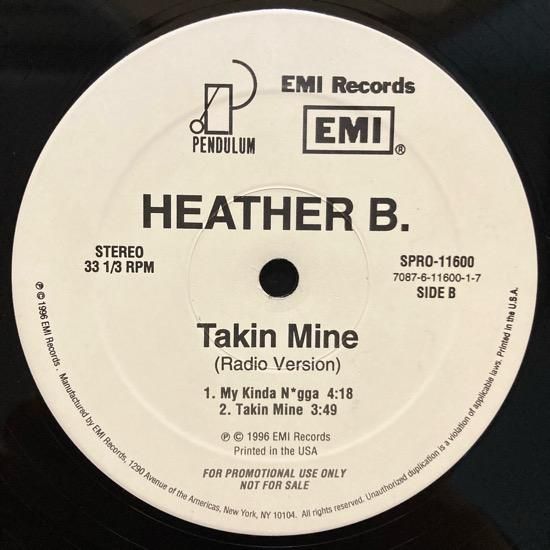 PENDULUM
EMI Records
EMI®
HEATHER B.
STEREO
33 1/3 RPM
SPRO-11600
7087-6-11600-1-7
SIDE B
Takin Mine
(Radio Version)
1. My Kinda N*gga 4:18
2. Takin Mine 3:49
℗ © 1996 EMI Records
Printed in the USA
FOR PROMOTIONAL USE ONLY
NOT FOR SALE
℗ © 1996 EMI Records. Manufactured by EMI Records, 1290 Avenue of the Americas, New York, NY 10104. All rights reserved. Unauthorized duplication is a violation of applicable laws. Printed in the U.S.A.